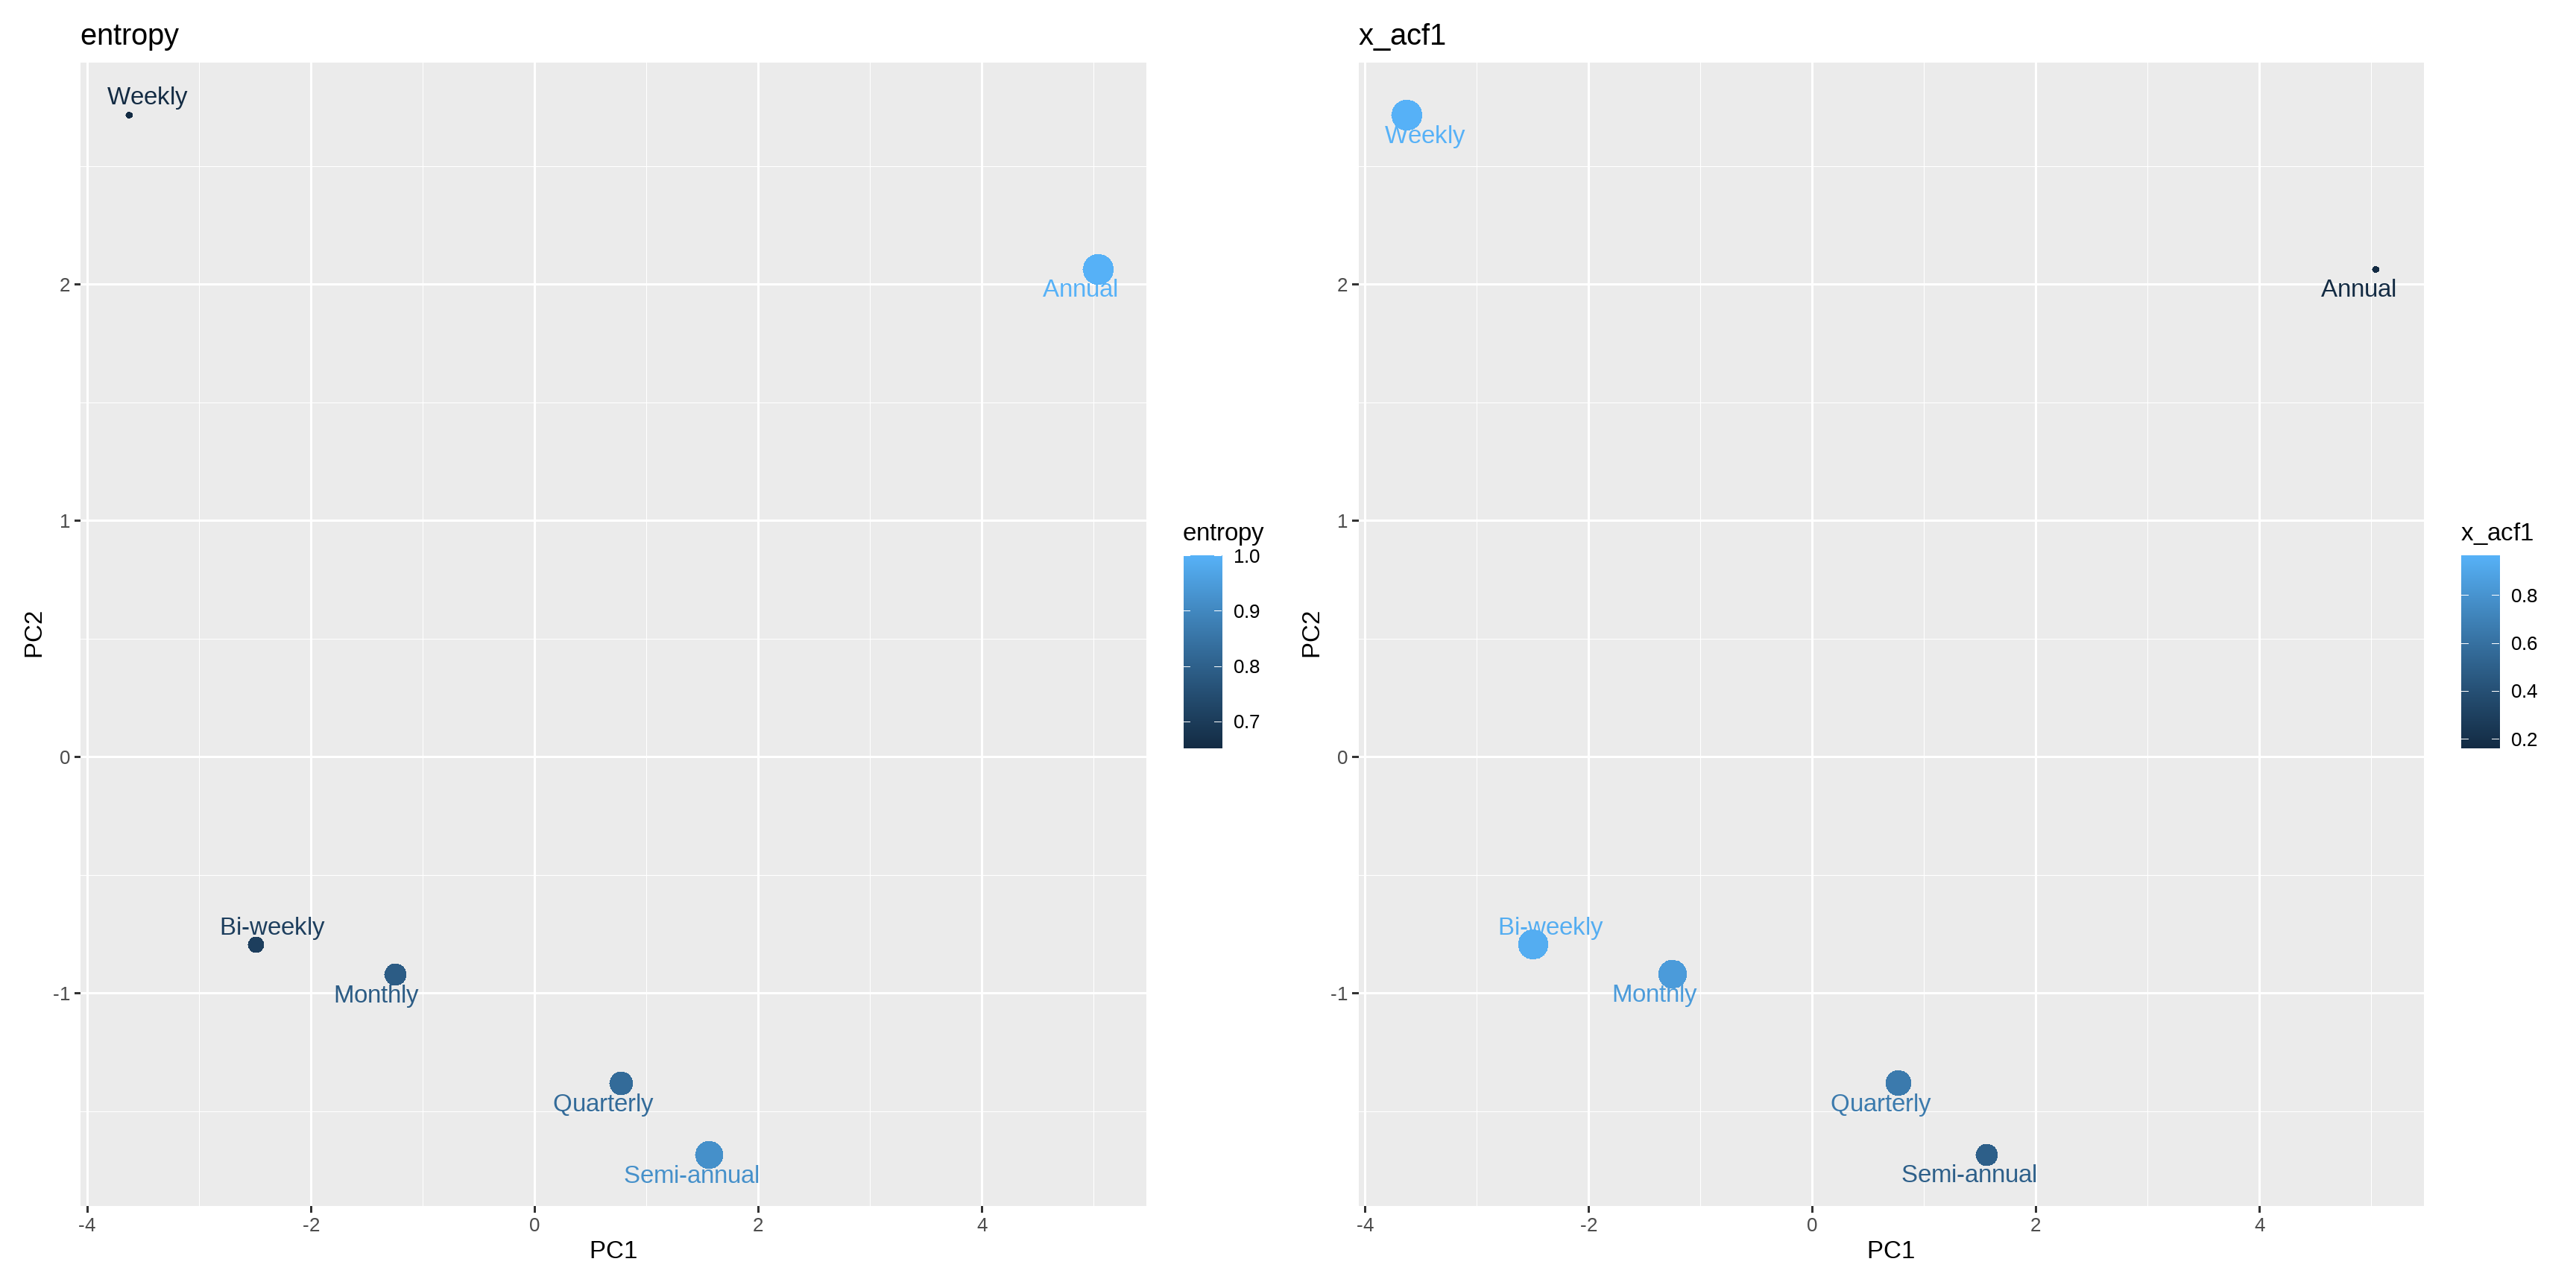 entropy
Weekly
Annual
Bi-weekly
Monthly
Quarterly
Semi-annual
2
1
0
-1
-4
-2
0
2
4
PC1
PC2
entropy
1.0
0.9
0.8
0.7
x_acf1
Weekly
Annual
Bi-weekly
Monthly
Quarterly
Semi-annual
2
1
0
-1
-4
-2
0
2
4
PC1
PC2
x_acf1
0.8
0.6
0.4
0.2